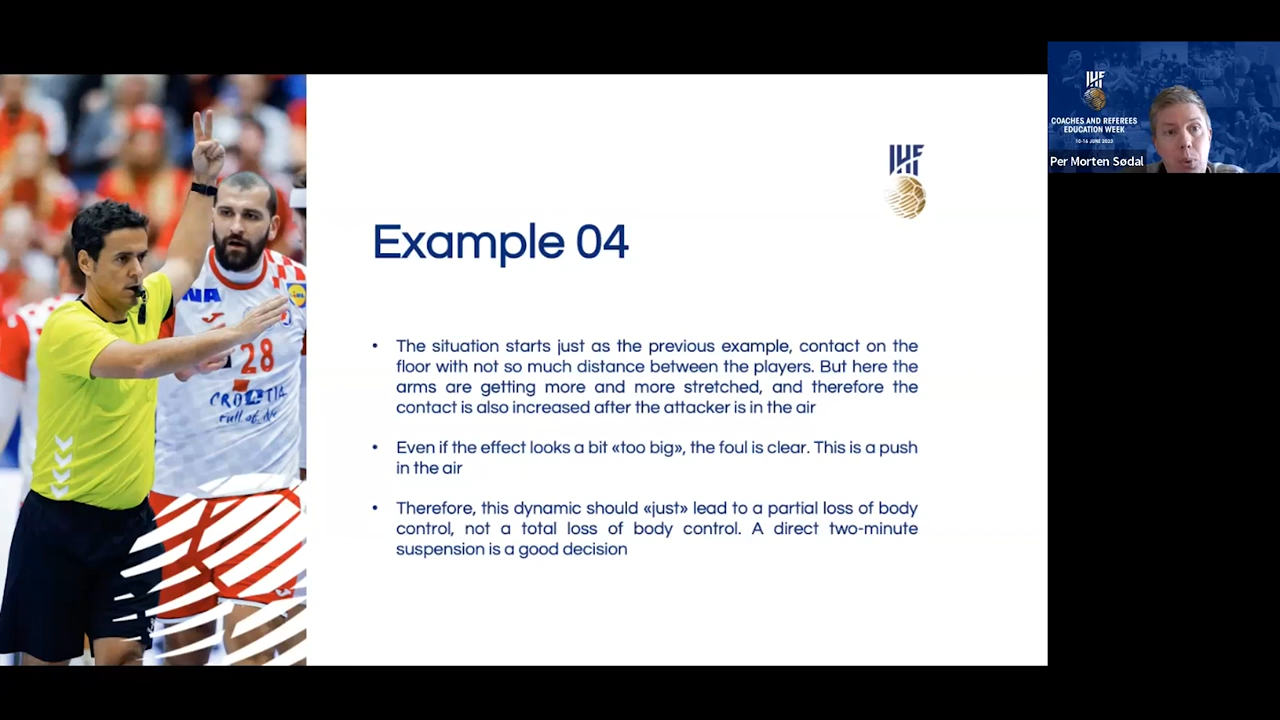 IHF
COACHES AND REFEREES
EDUCATION WEEK
10-16 JUNE 2023
Per Morten Sødal
IHF
Example 04
• The situation starts just as the previous example, contact on the
floor with not so much distance between the players. But here the
arms are getting more and more stretched, and therefore the
contact is also increased after the attacker is in the air
• Even if the effect looks a bit «too big», the foul is clear. This is a push
in the air
• Therefore, this dynamic should «just» lead to a partial loss of body
control, not a total loss of body control. A direct two-minute
suspension is a good decision
28
CROATIA